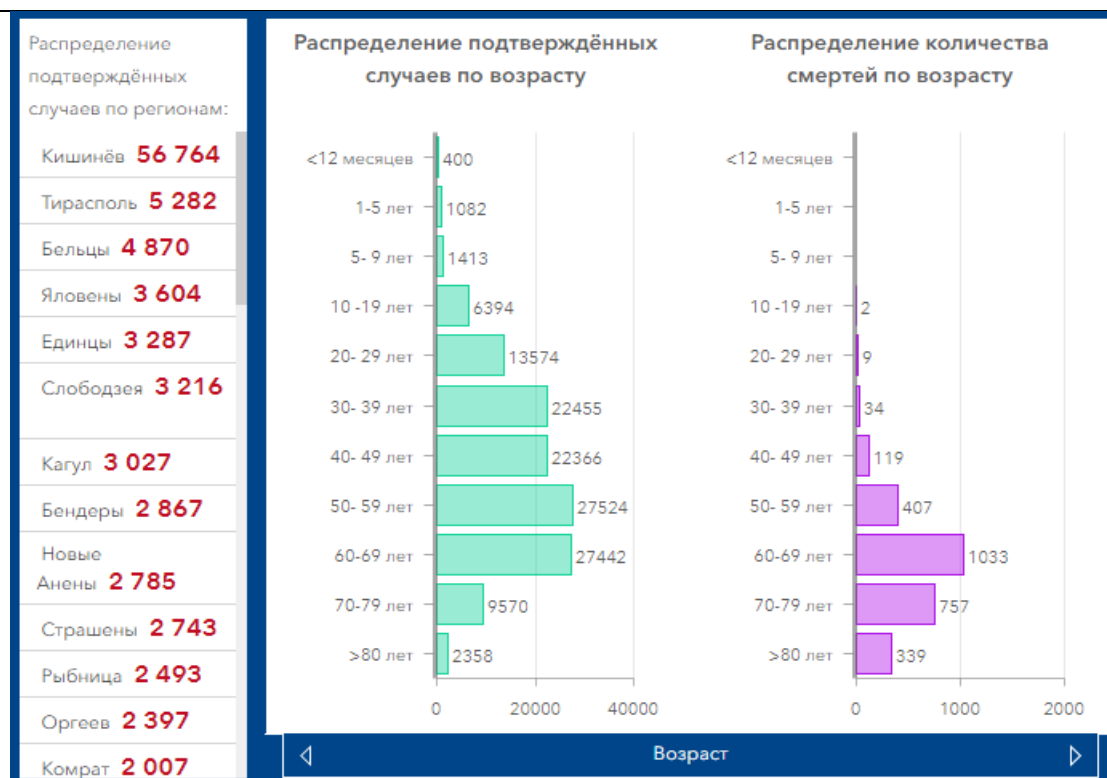 Распределение
подтверждённых
случаев по регионам:
Кишинёв 56 764
Тирасполь 5 282
Бельцы 4 870
Яловены 3 604
Единцы 3 287
Слободзея 3 216
Кагул 3 027
Бендеры 2 867
Новые
Анены 2 785
Страшены 2 743
Рыбница 2 493
Оргеев 2 397
Комрат 2 007
Распределение подтверждённых
случаев по возрасту
<12 месяцев 400
1-5 лет 1082
5- 9 лет 1413
10 -19 лет 6394
20- 29 лет 13574
30- 39 лет 22455
40- 49 лет 22366
50- 59 лет 27524
60-69 лет 27442
70-79 лет 9570
>80 лет 2358
0 20000 40000
Распределение количества
смертей по возрасту
<12 месяцев
1-5 лет
5- 9 лет
10 -19 лет 2
20- 29 лет 9
30- 39 лет 34
40- 49 лет 119
50- 59 лет 407
60-69 лет 1033
70-79 лет 757
>80 лет 339
0 1000 2000
Возраст